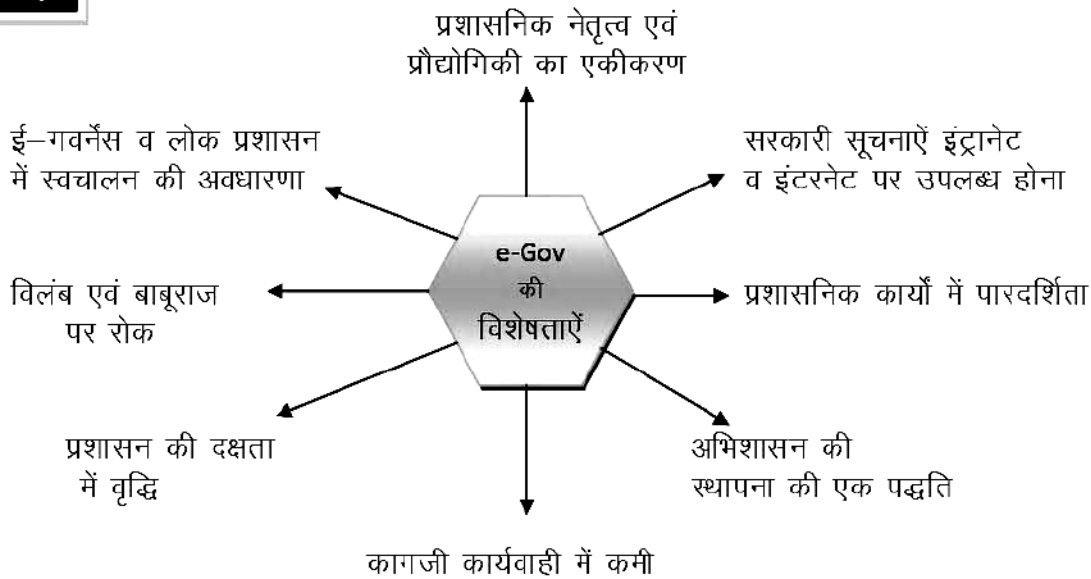 प्रशासनिक नेतृत्व एवं
प्रौद्योगिकी का एकीकरण
ई–गवर्नेंस व लोक प्रशासन
में स्वचालन की अवधारणा
सरकारी सूचनाऐं इंट्रानेट
व इंटरनेट पर उपलब्ध होना
e-Gov
की
विशेषताऐं
विलंब एवं बाबूराज
पर रोक
प्रशासनिक कार्यों में पारदर्शिता
प्रशासन की दक्षता
में वृद्धि
अभिशासन की
स्थापना की एक पद्धति
कागजी कार्यवाही में कमी